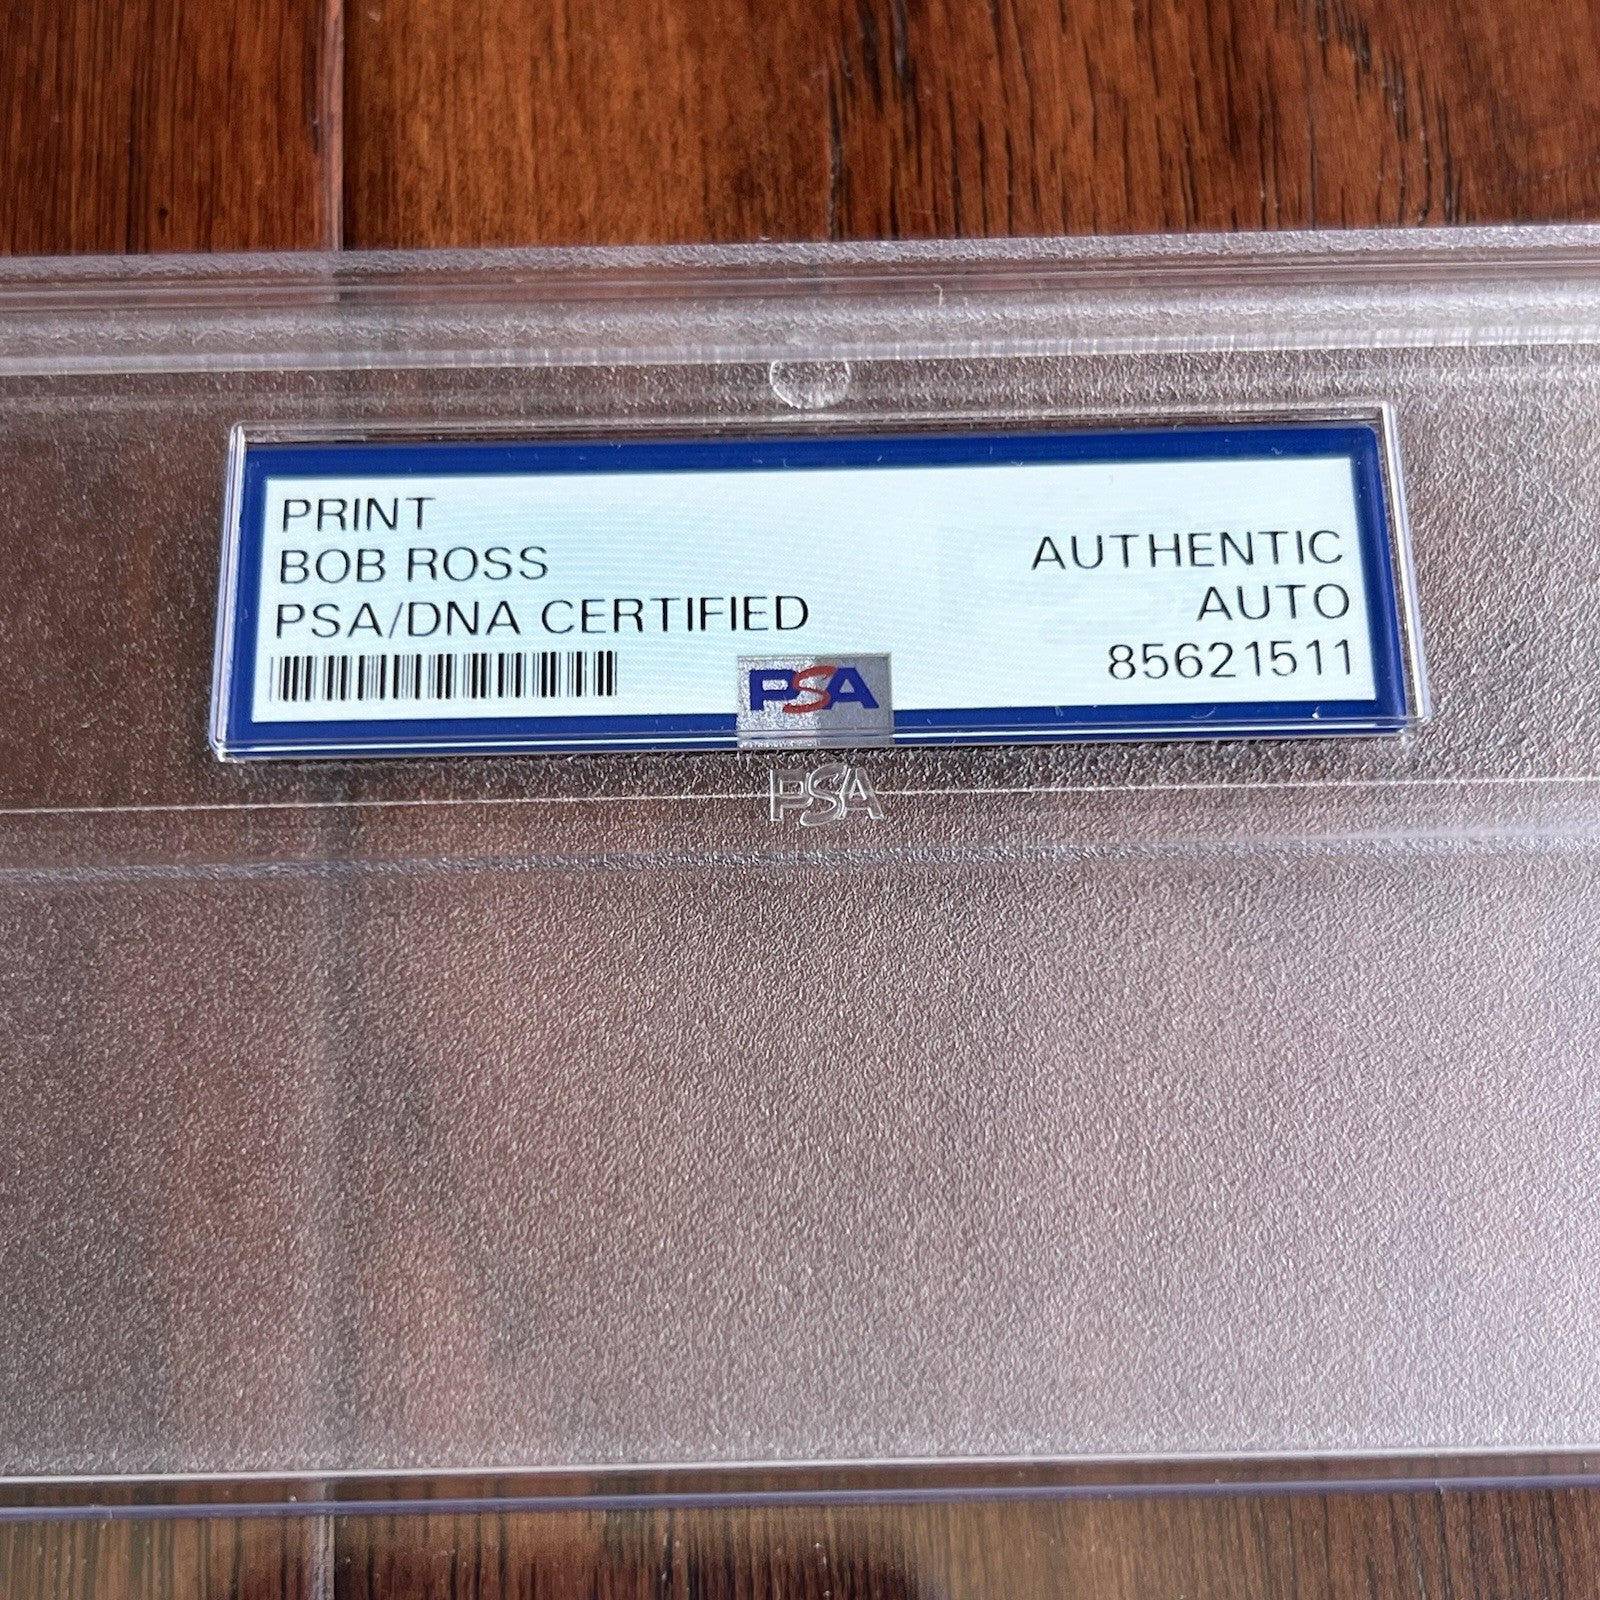 PRINT
BOB ROSS
PSA/DNA CERTIFIED
AUTHENTIC
AUTO
85621511
PSA
PSA